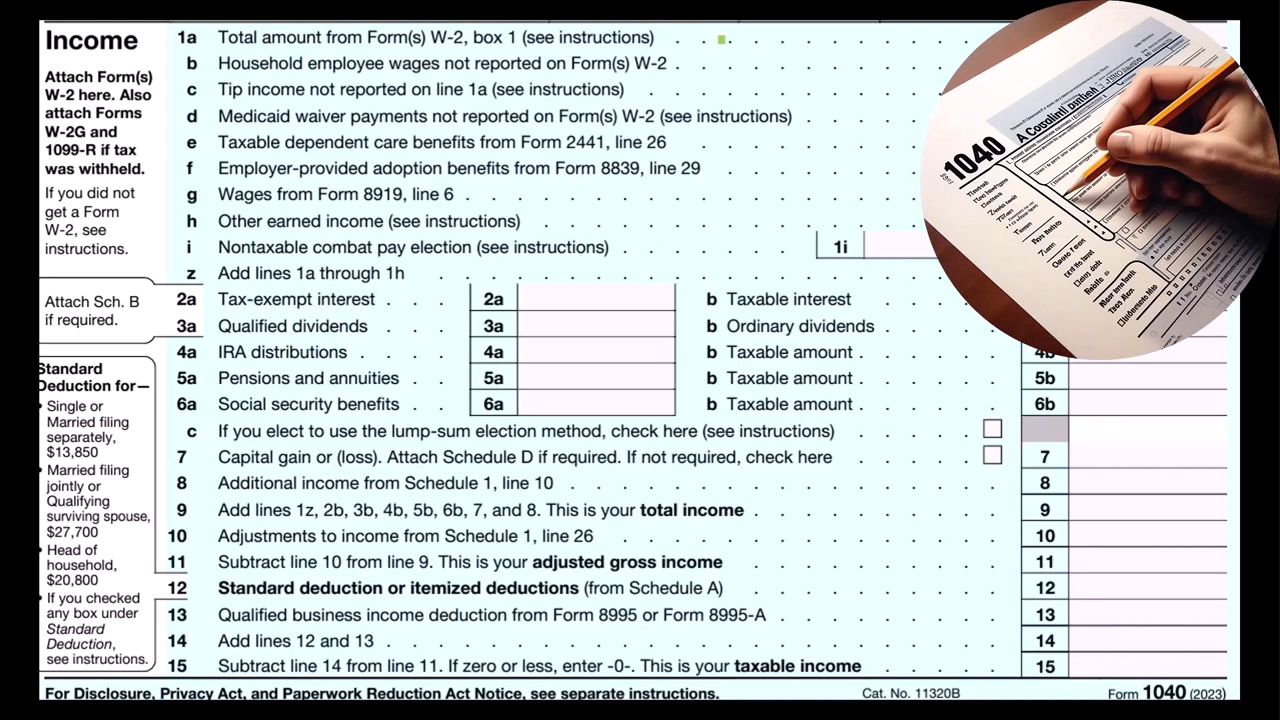 Income
Attach Form(s)
W-2 here. Also
attach Forms
W-2G and
1099-R if tax
was withheld.
If you did not
get a Form
W-2, see
instructions.
1a Total amount from Form(s) W-2, box 1 (see instructions) . .
b Household employee wages not reported on Form(s) W-2 .
c Tip income not reported on line 1a (see instructions)
d Medicaid waiver payments not reported on Form(s) W-2 (see instructions)
e Taxable dependent care benefits from Form 2441, line 26
f Employer-provided adoption benefits from Form 8839, line 29
g Wages from Form 8919, line 6
h Other earned income (see instructions)
i Nontaxable combat pay election (see instructions) 1i
z Add lines 1a through 1h
Attach Sch. B
if required.
2a Tax-exempt interest 2a b Taxable interest
3a Qualified dividends 3a b Ordinary dividends
4a IRA distributions 4a b Taxable amount 4b
5a Pensions and annuities 5a b Taxable amount 5b
6a Social security benefits 6a b Taxable amount 6b
c If you elect to use the lump-sum election method, check here (see instructions)
7 Capital gain or (loss). Attach Schedule D if required. If not required, check here 7
8 Additional income from Schedule 1, line 10 8
9 Add lines 1z, 2b, 3b, 4b, 5b, 6b, 7, and 8. This is your total income 9
10 Adjustments to income from Schedule 1, line 26 10
11 Subtract line 10 from line 9. This is your adjusted gross income 11
12 Standard deduction or itemized deductions (from Schedule A) 12
13 Qualified business income deduction from Form 8995 or Form 8995-A 13
14 Add lines 12 and 13 14
15 Subtract line 14 from line 11. If zero or less, enter -0-. This is your taxable income 15
Standard
Deduction for—
• Single or
Married filing
separately,
$13,850
• Married filing
jointly or
Qualifying
surviving spouse,
$27,700
• Head of
household,
$20,800
• If you checked
any box under
Standard
Deduction,
see instructions.
For Disclosure, Privacy Act, and Paperwork Reduction Act Notice, see separate instructions. Cat. No. 11320B Form 1040 (2023)
1040